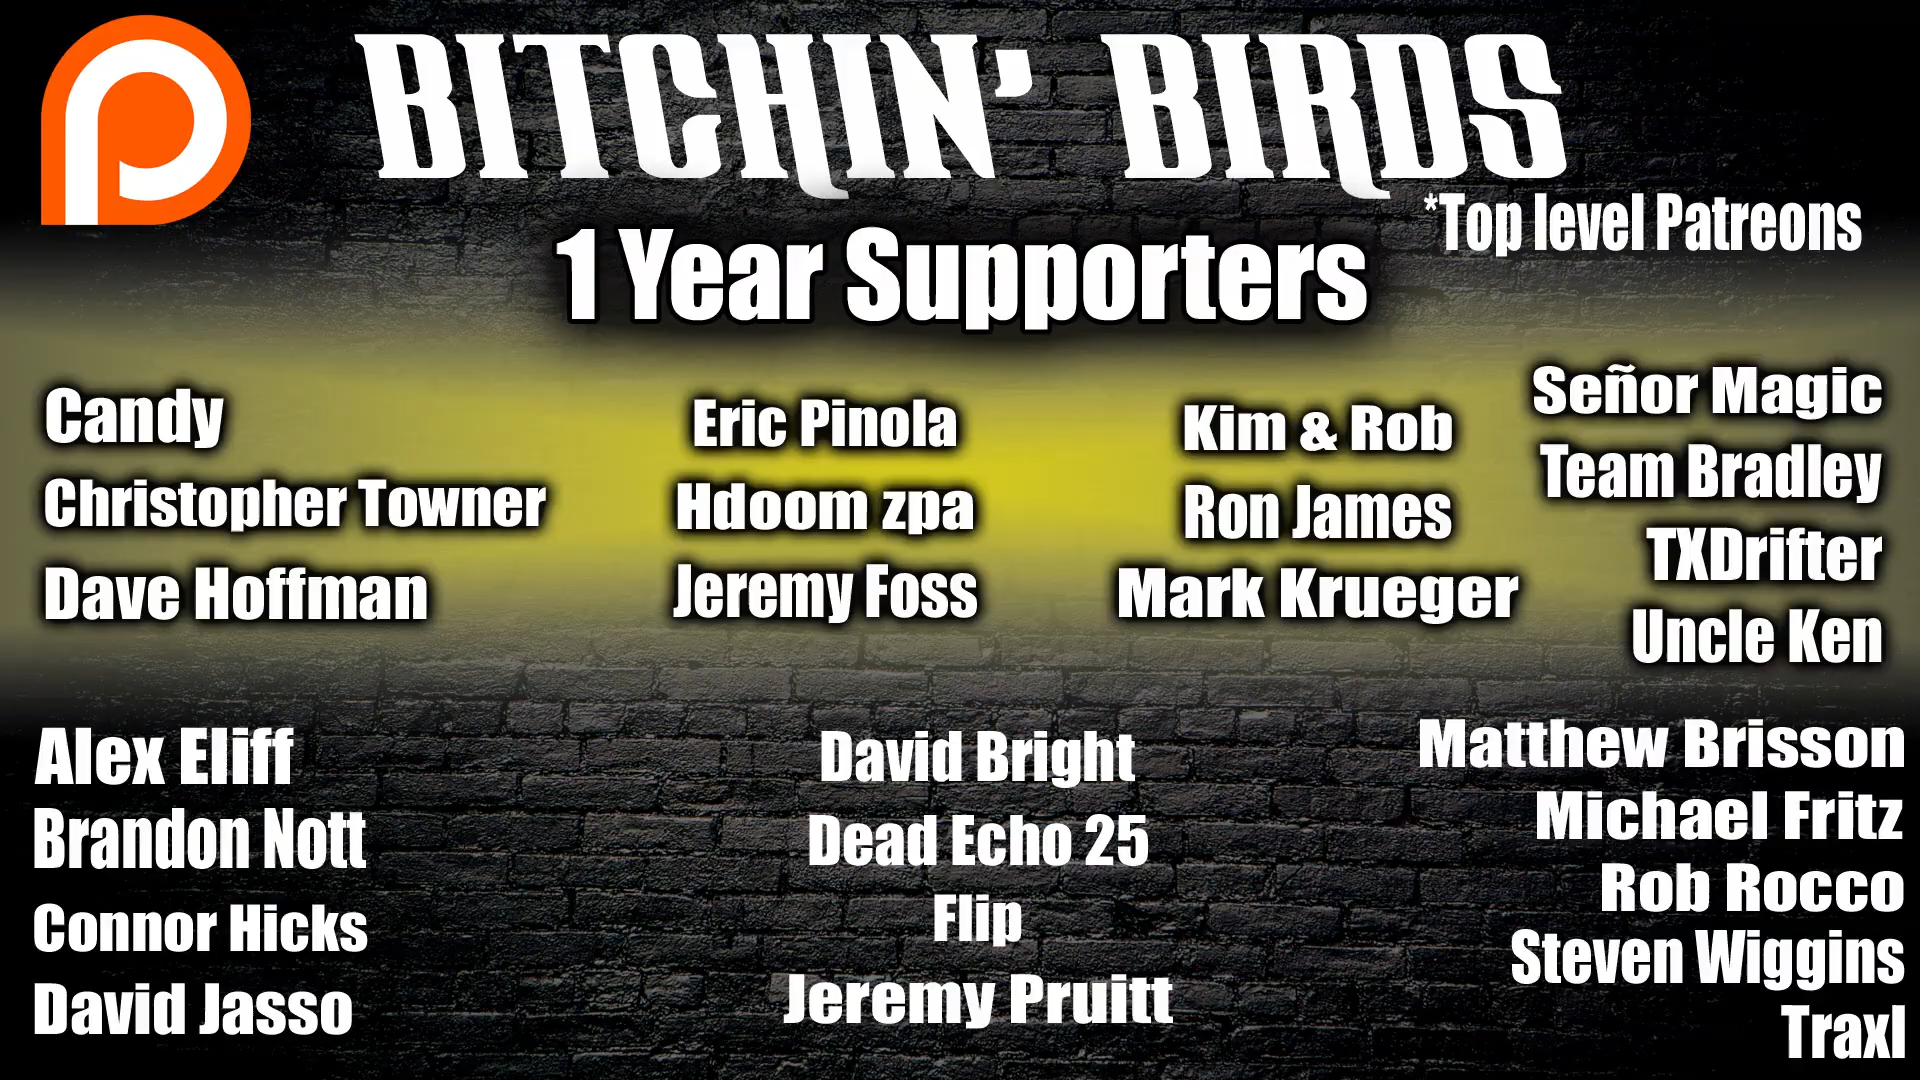 BITCHIN' BIRDS
*Top level Patreons
1 Year Supporters
Candy
Christopher Towner
Dave Hoffman
Eric Pinola
Hdoom zpa
Jeremy Foss
Kim & Rob
Ron James
Mark Krueger
Señor Magic
Team Bradley
TXDrifter
Uncle Ken
Alex Eliff
Brandon Nott
Connor Hicks
David Jasso
David Bright
Dead Echo 25
Flip
Jeremy Pruitt
Matthew Brisson
Michael Fritz
Rob Rocco
Steven Wiggins
Traxl